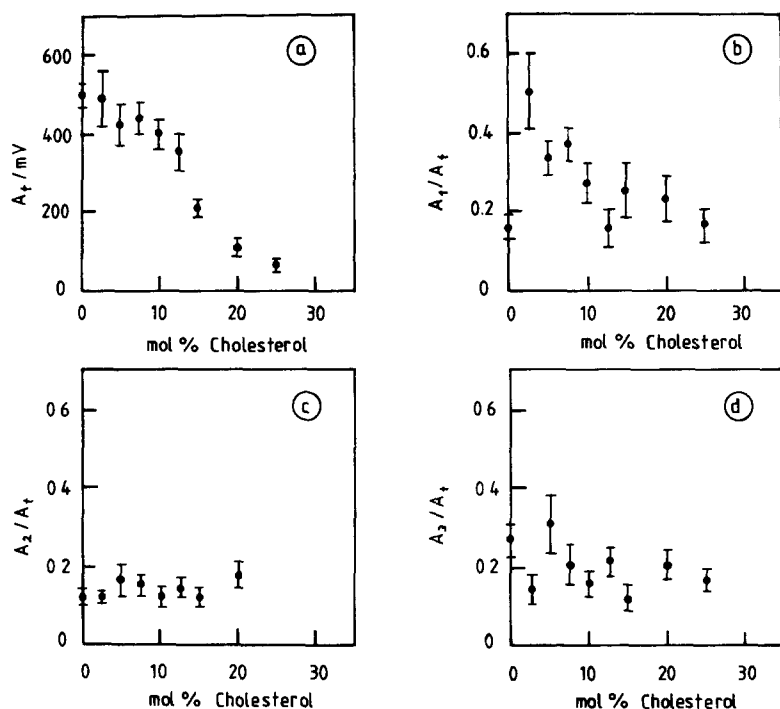 a
600
400
200
0
A_t / mV
0 10 20 30
mol % Cholesterol
b
0.6
0.4
0.2
0
A_1/A_t
0 10 20 30
mol % Cholesterol
c
0 6
0 4
0 2
0
A_2/A_t
0 10 20 30
mol % Cholesterol
d
0 6
0.4
0 2
0
A_3/A_t
0 10 20 30
mol % Cholesterol